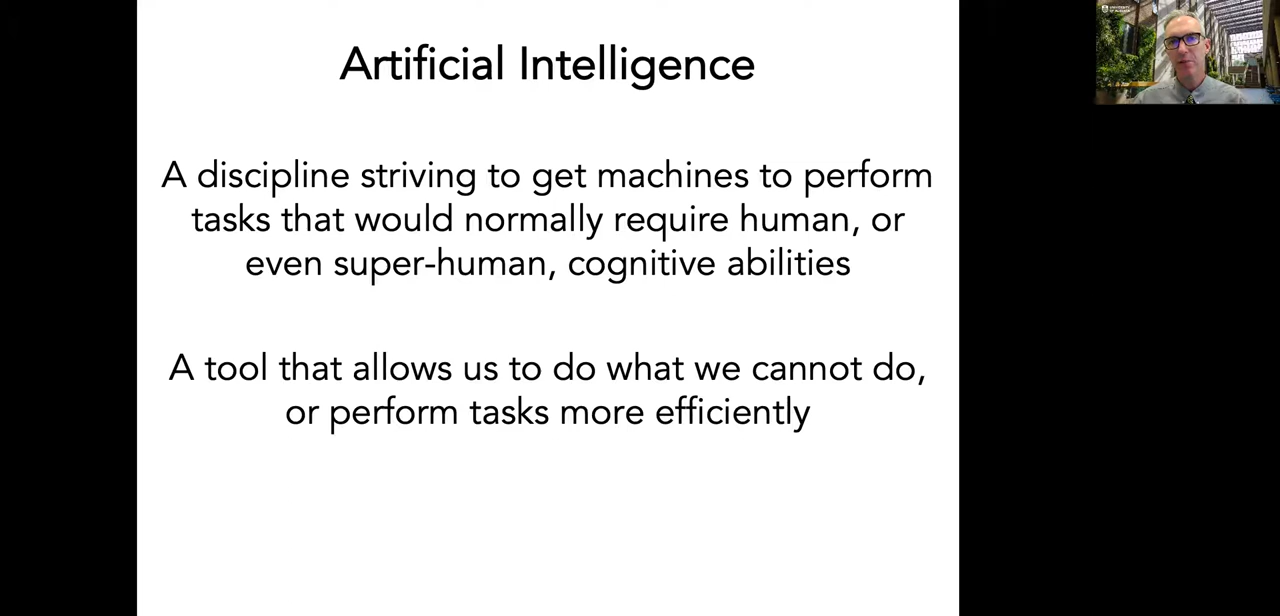 Artificial Intelligence
A discipline striving to get machines to perform
tasks that would normally require human, or
even super-human, cognitive abilities
A tool that allows us to do what we cannot do,
or perform tasks more efficiently